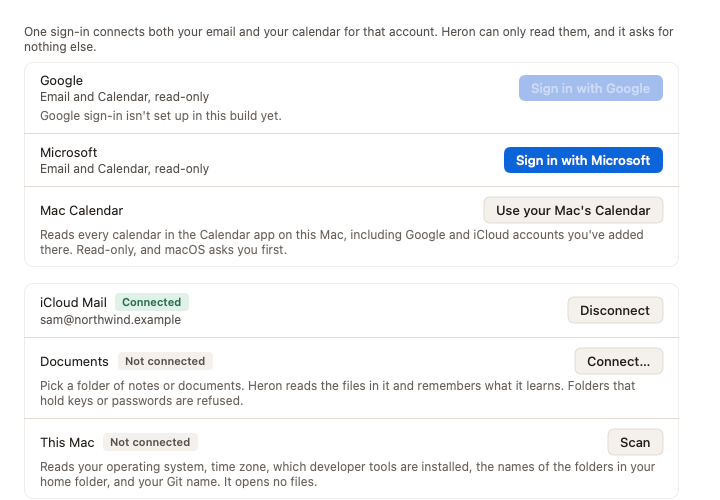 One sign-in connects both your email and your calendar for that account. Heron can only read them, and it asks for
nothing else.
Google
Email and Calendar, read-only
Google sign-in isn't set up in this build yet.
Sign in with Google
Microsoft
Email and Calendar, read-only
Sign in with Microsoft
Mac Calendar
Use your Mac's Calendar
Reads every calendar in the Calendar app on this Mac, including Google and iCloud accounts you've added
there. Read-only, and macOS asks you first.
iCloud Mail Connected
sam@northwind.example
Disconnect
Documents Not connected
Connect...
Pick a folder of notes or documents. Heron reads the files in it and remembers what it learns. Folders that
hold keys or passwords are refused.
This Mac Not connected
Scan
Reads your operating system, time zone, which developer tools are installed, the names of the folders in your
home folder, and your Git name. It opens no files.